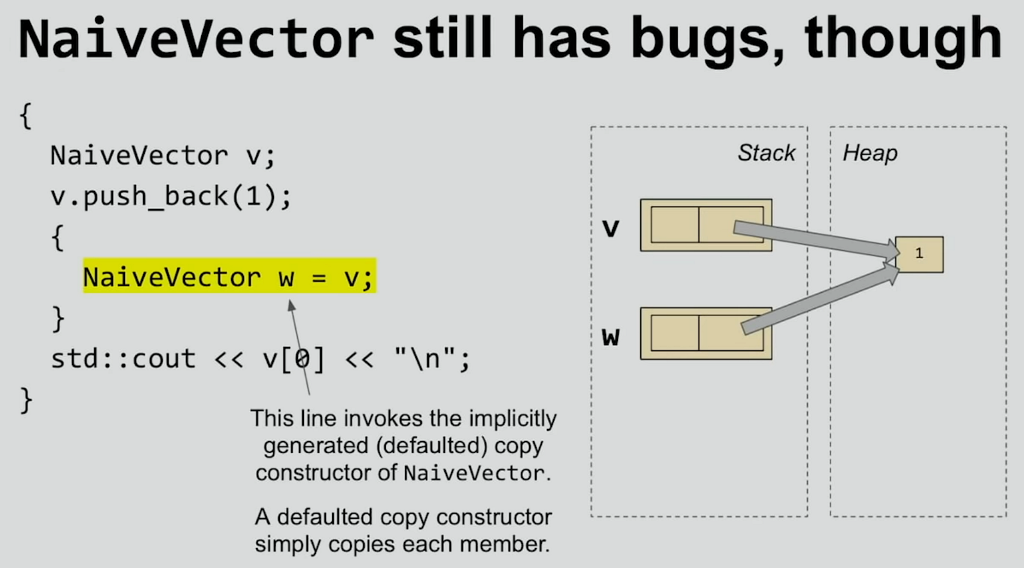 NaiveVector still has bugs, though
{
NaiveVector v;
v.push_back(1);
{
NaiveVector w = v;
}
std::cout << v[0] << "\n";
}
This line invokes the implicitly
generated (defaulted) copy
constructor of NaiveVector.
A defaulted copy constructor
simply copies each member.
Stack
Heap
v
1
w